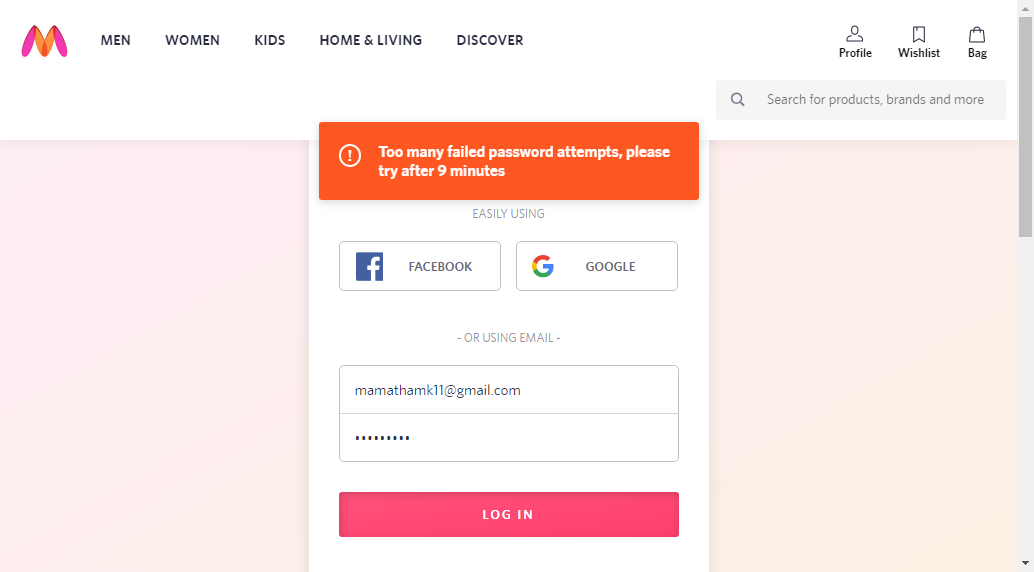 MEN WOMEN KIDS HOME & LIVING DISCOVER
Profile Wishlist Bag
Search for products, brands and more
Too many failed password attempts, please
try after 9 minutes
EASILY USING
FACEBOOK GOOGLE
- OR USING EMAIL -
mamathamk11@gmail.com
•••••••••
LOG IN